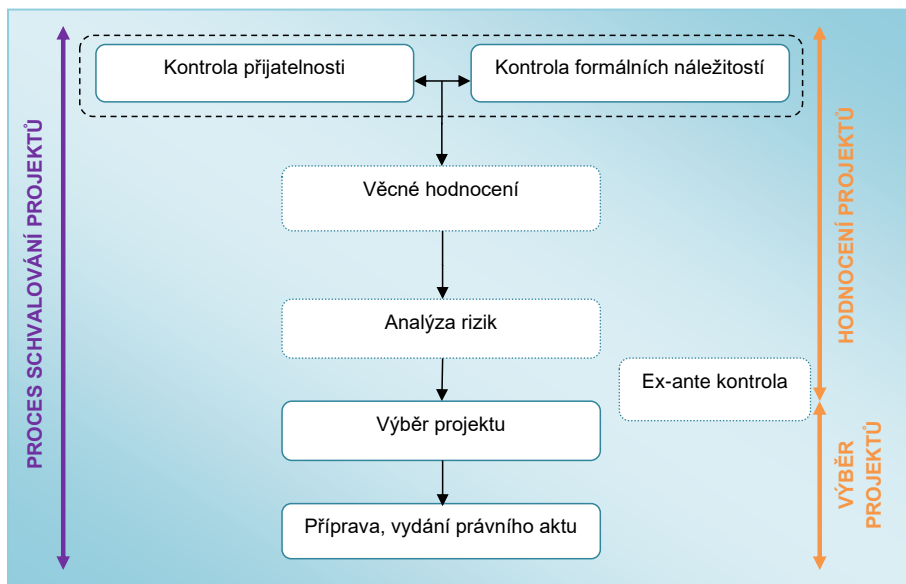 PROCES SCHVALOVÁNÍ PROJEKTŮ
Kontrola přijatelnosti
Kontrola formálních náležitostí
Věcné hodnocení
Analýza rizik
Ex-ante kontrola
Výběr projektu
Příprava, vydání právního aktu
HODNOCENÍ PROJEKTŮ
VÝBĚR
PROJEKTŮ